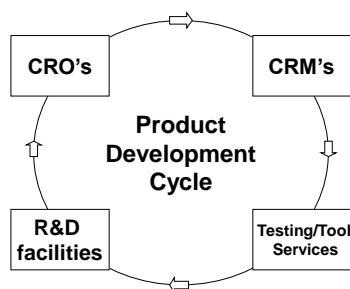 CRO's
CRM's
Product
Development
Cycle
R&D
facilities
Testing/Tool
Services